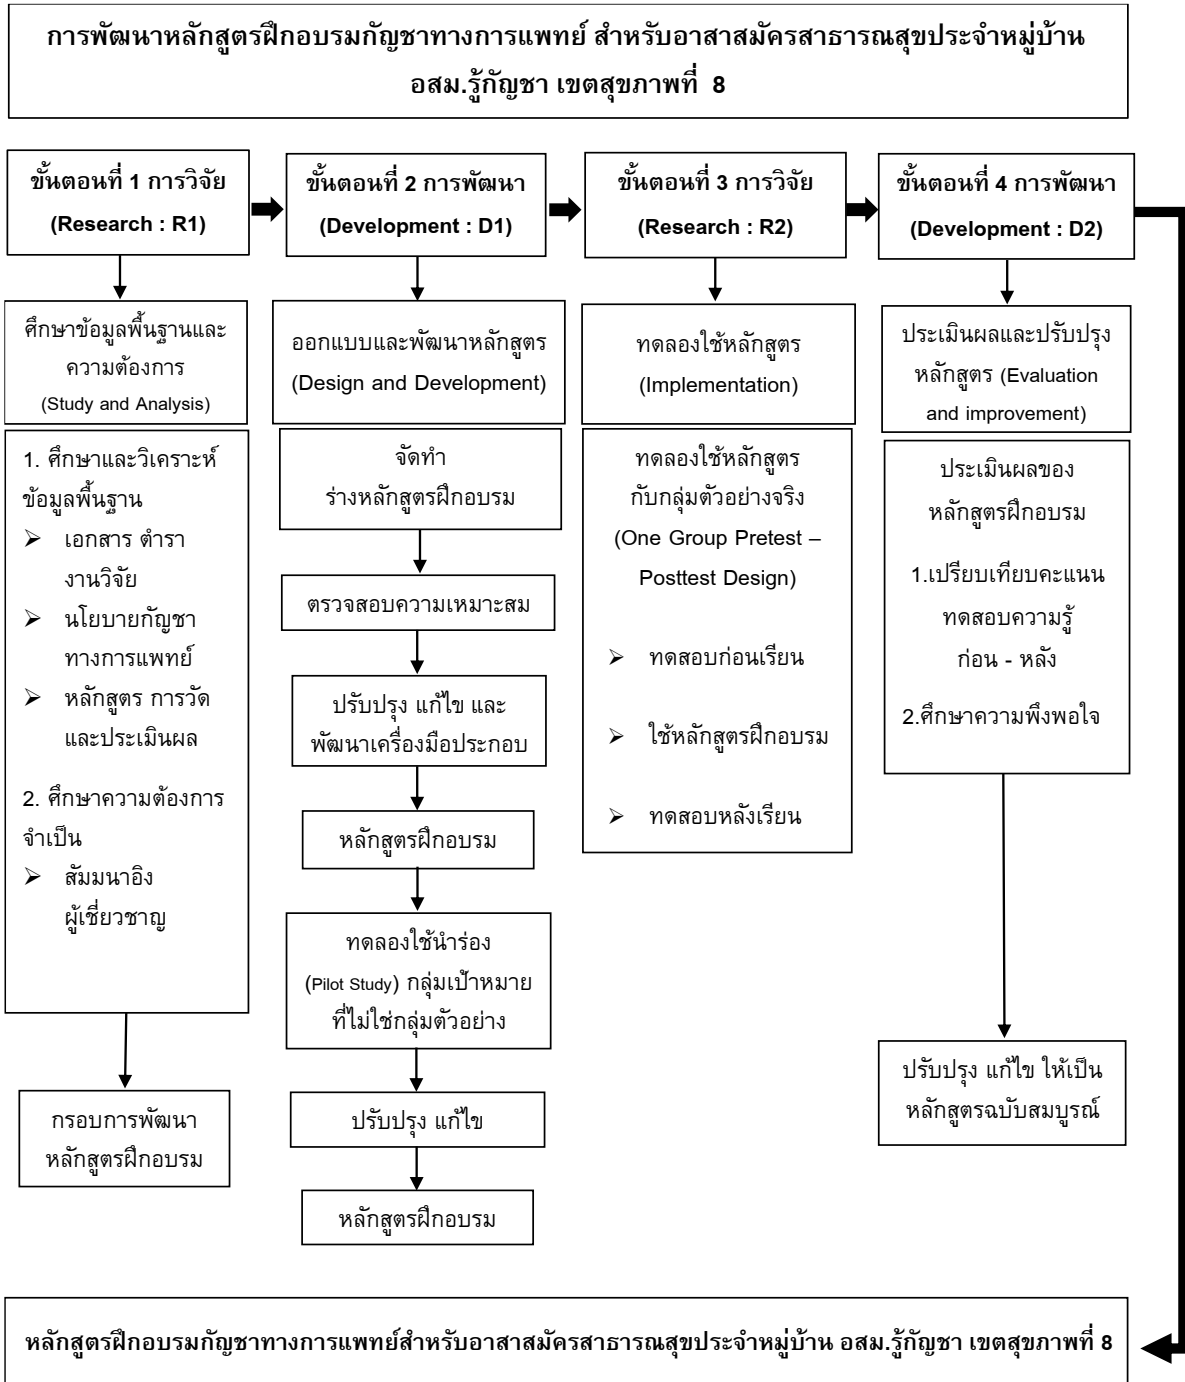 การพัฒนาหลักสูตรฝึกอบรมกัญชาทางการแพทย์ สำหรับอาสาสมัครสาธารณสุขประจำหมู่บ้าน
อสม.รู้กัญชา เขตสุขภาพที่ 8
ขั้นตอนที่ 1 การวิจัย
(Research : R1)
ขั้นตอนที่ 2 การพัฒนา
(Development : D1)
ขั้นตอนที่ 3 การวิจัย
(Research : R2)
ขั้นตอนที่ 4 การพัฒนา
(Development : D2)
ศึกษาข้อมูลพื้นฐานและ
ความต้องการ
(Study and Analysis)
ออกแบบและพัฒนาหลักสูตร
(Design and Development)
ทดลองใช้หลักสูตร
(Implementation)
ประเมินผลและปรับปรุง
หลักสูตร (Evaluation
and improvement)
1. ศึกษาและวิเคราะห์
ข้อมูลพื้นฐาน
➢ เอกสาร ตำรา
งานวิจัย
➢ นโยบายกัญชา
ทางการแพทย์
➢ หลักสูตร การวัด
และประเมินผล
2. ศึกษาความต้องการ
จำเป็น
➢ สัมมนาอิง
ผู้เชี่ยวชาญ
กรอบการพัฒนา
หลักสูตรฝึกอบรม
จัดทำ
ร่างหลักสูตรฝึกอบรม
ตรวจสอบความเหมาะสม
ปรับปรุง แก้ไข และ
พัฒนาเครื่องมือประกอบ
หลักสูตรฝึกอบรม
ทดลองใช้นำร่อง
(Pilot Study) กลุ่มเป้าหมาย
ที่ไม่ใช่กลุ่มตัวอย่าง
ปรับปรุง แก้ไข
หลักสูตรฝึกอบรม
ทดลองใช้หลักสูตร
กับกลุ่มตัวอย่างจริง
(One Group Pretest –
Posttest Design)
➢ ทดสอบก่อนเรียน
➢ ใช้หลักสูตรฝึกอบรม
➢ ทดสอบหลังเรียน
ประเมินผลของ
หลักสูตรฝึกอบรม
1.เปรียบเทียบคะแนน
ทดสอบความรู้
ก่อน - หลัง
2.ศึกษาความพึงพอใจ
ปรับปรุง แก้ไข ให้เป็น
หลักสูตรฉบับสมบูรณ์
หลักสูตรฝึกอบรมกัญชาทางการแพทย์สำหรับอาสาสมัครสาธารณสุขประจำหมู่บ้าน อสม.รู้กัญชา เขตสุขภาพที่ 8